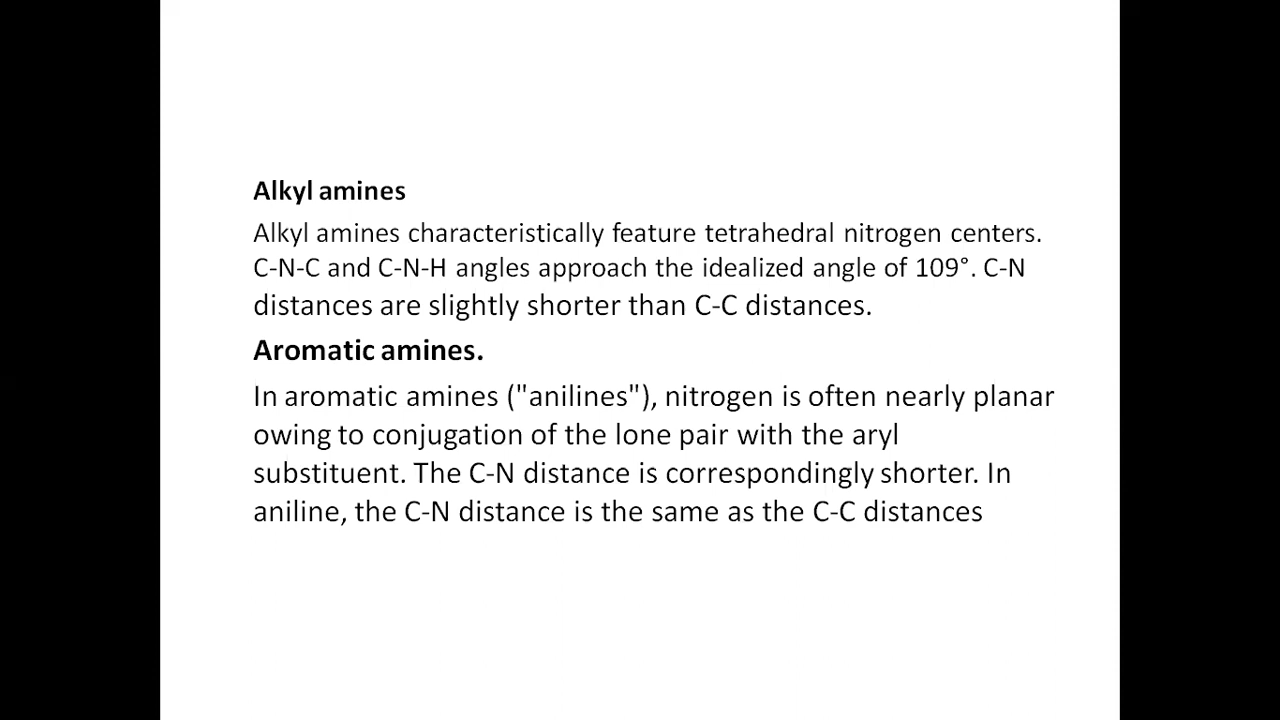 Alkyl amines
Alkyl amines characteristically feature tetrahedral nitrogen centers.
C-N-C and C-N-H angles approach the idealized angle of 109°. C-N
distances are slightly shorter than C-C distances.
Aromatic amines.
In aromatic amines ("anilines"), nitrogen is often nearly planar
owing to conjugation of the lone pair with the aryl
substituent. The C-N distance is correspondingly shorter. In
aniline, the C-N distance is the same as the C-C distances